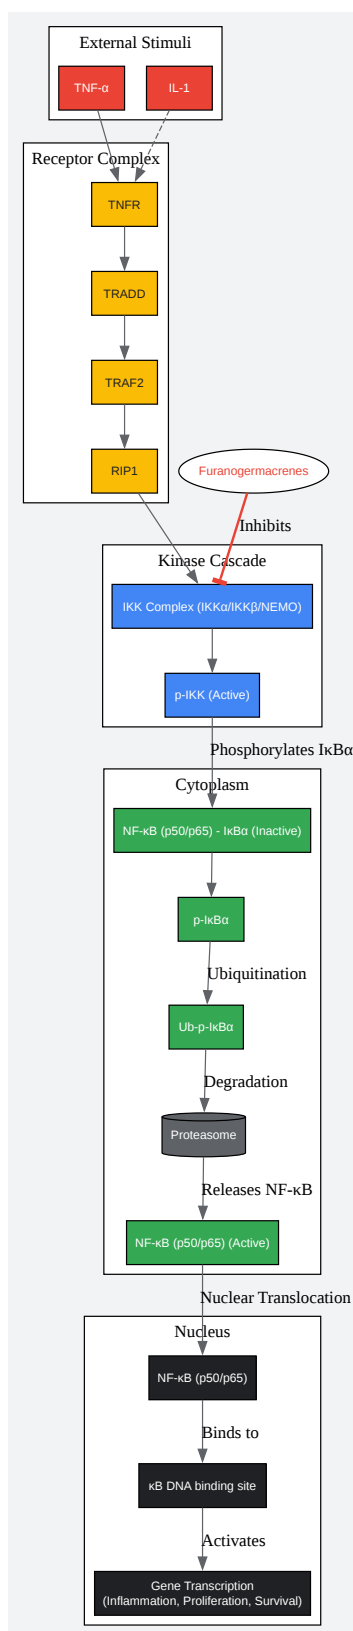 External Stimuli
TNF-α
IL-1
Receptor Complex
TNFR
TRADD
TRAF2
RIP1
Furanogermacrenes
Inhibits
Kinase Cascade
IKK Complex (IKKα/IKKβ/NEMO)
p-IKK (Active)
Phosphorylates IκBα
Cytoplasm
NF-κB (p50/p65) - IκBα (Inactive)
p-IκBα
Ubiquitination
Ub-p-IκBα
Degradation
Proteasome
Releases NF-κB
NF-κB (p50/p65) (Active)
Nuclear Translocation
Nucleus
NF-κB (p50/p65)
Binds to
κB DNA binding site
Activates
Gene Transcription
(Inflammation, Proliferation, Survival)